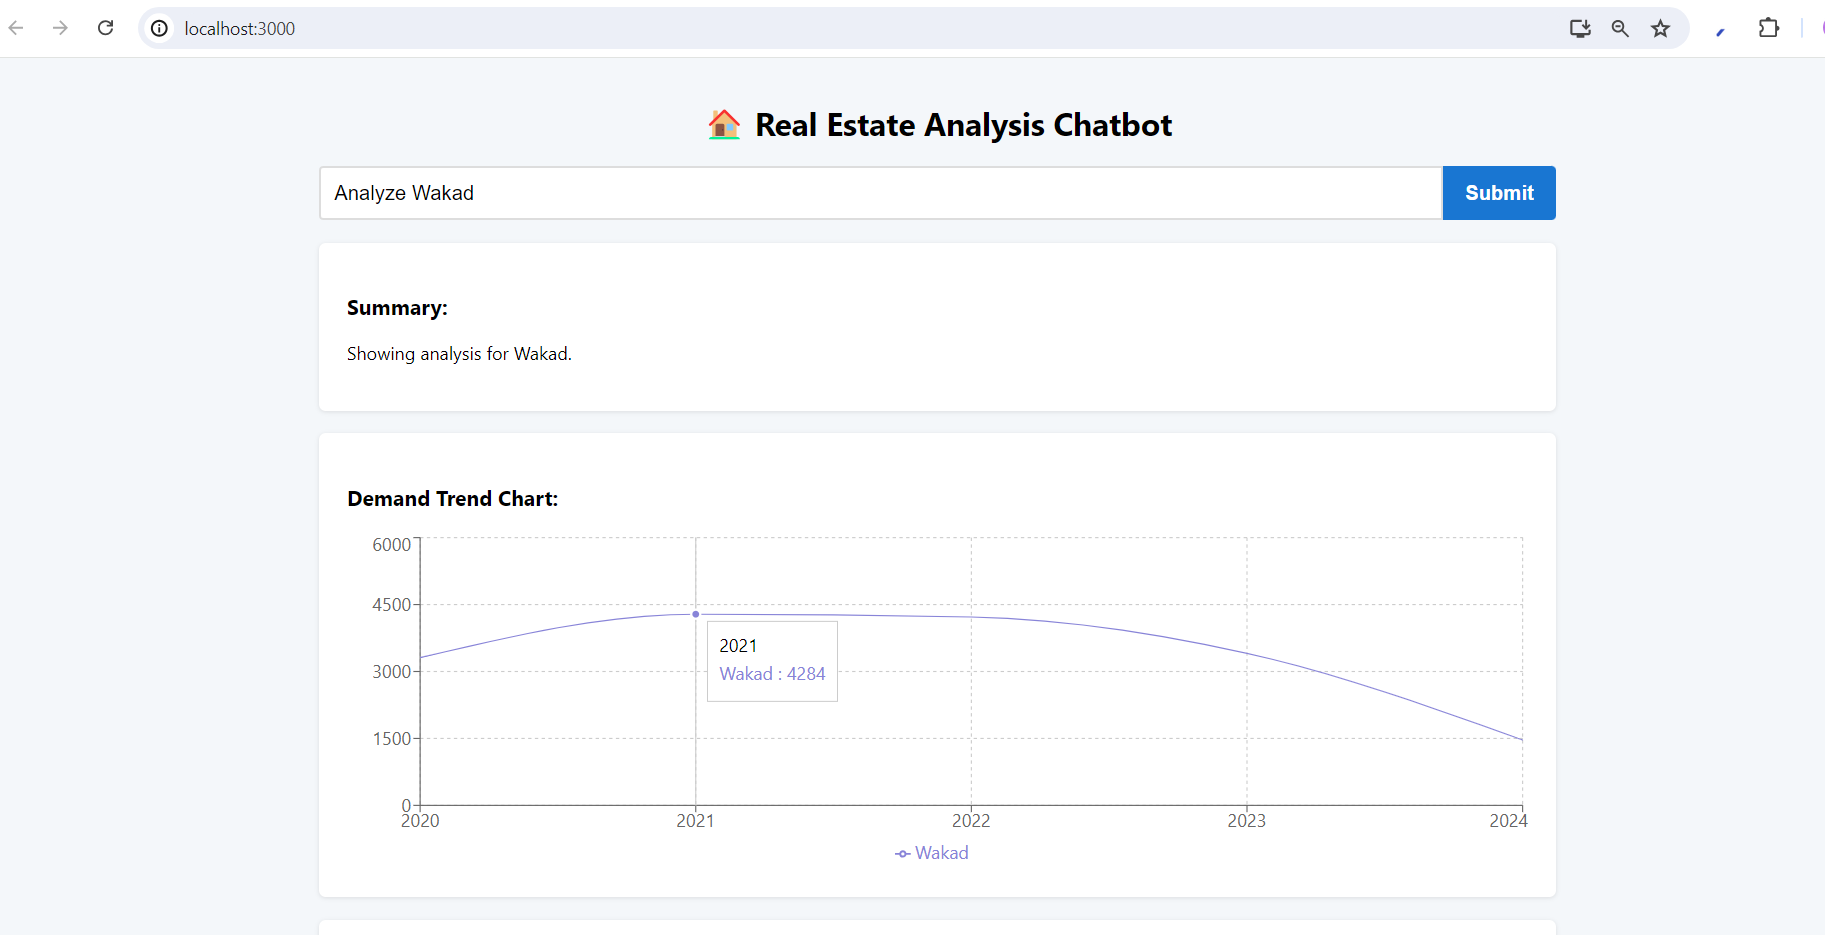 localhost:3000
Real Estate Analysis Chatbot
Analyze Wakad
Submit
Summary:
Showing analysis for Wakad.
Demand Trend Chart:
6000
4500
3000
1500
0
2021
Wakad : 4284
2020 2021 2022 2023 2024
Wakad